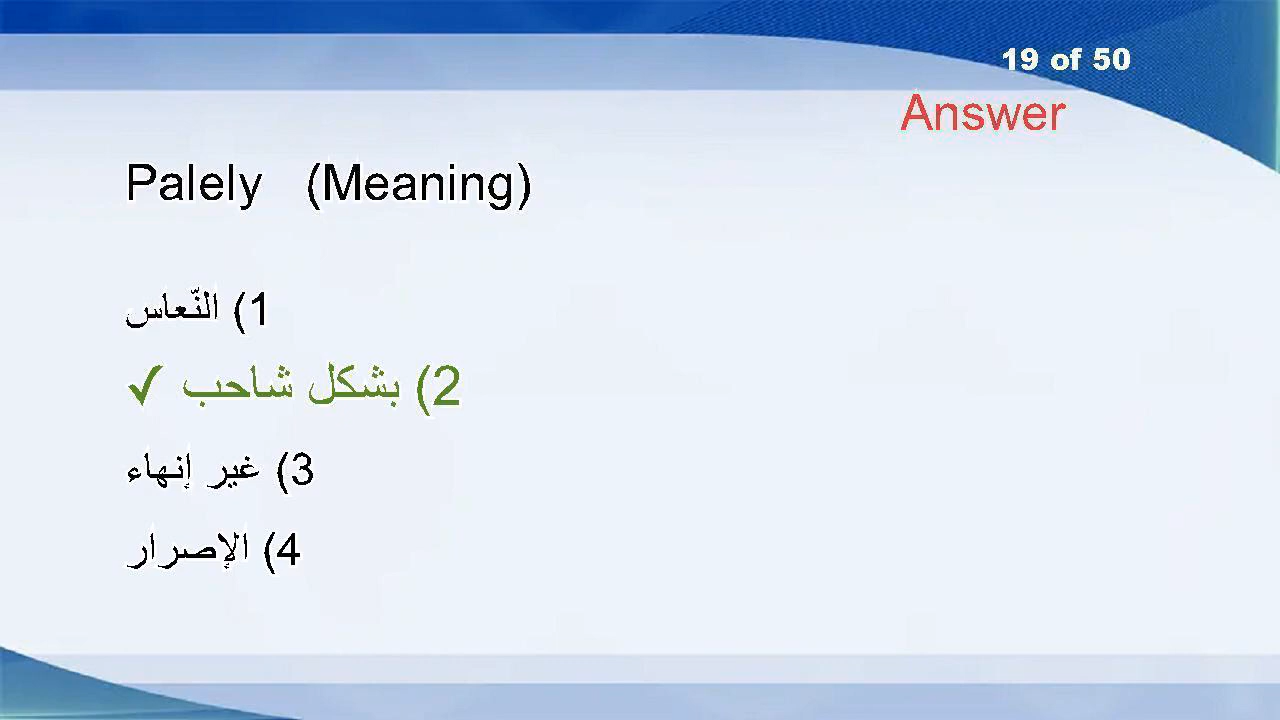 19 of 50
Answer
Palely (Meaning)
1) النّعاس
2) بشكل شاحب ✓
3) غير إنهاء
4) الإصرار